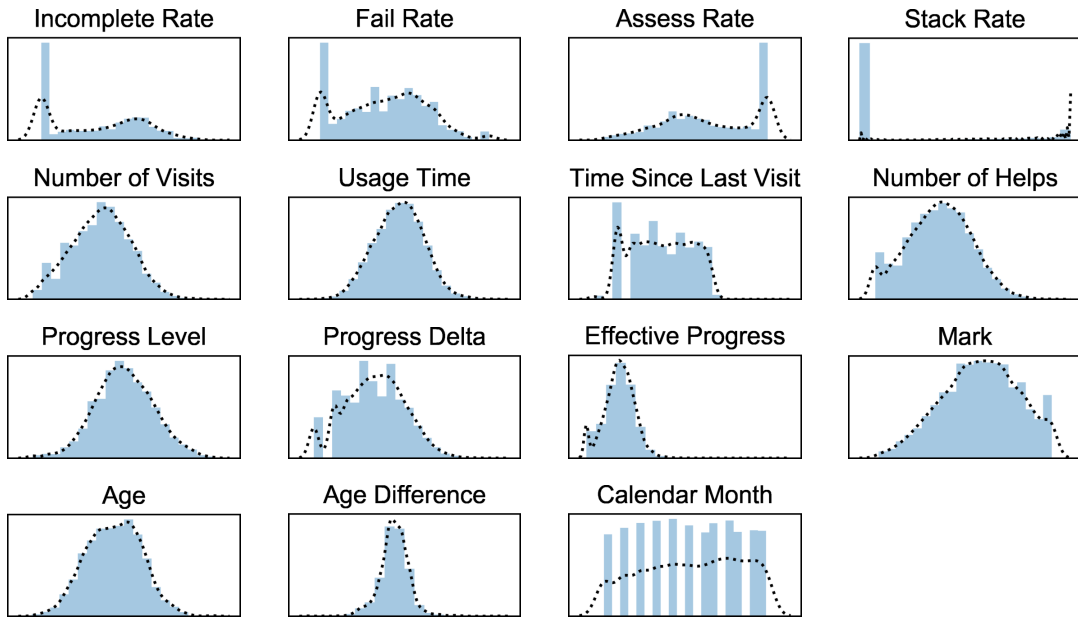 Incomplete Rate
Fail Rate
Assess Rate
Stack Rate
Number of Visits
Usage Time
Time Since Last Visit
Number of Helps
Progress Level
Progress Delta
Effective Progress
Mark
Age
Age Difference
Calendar Month